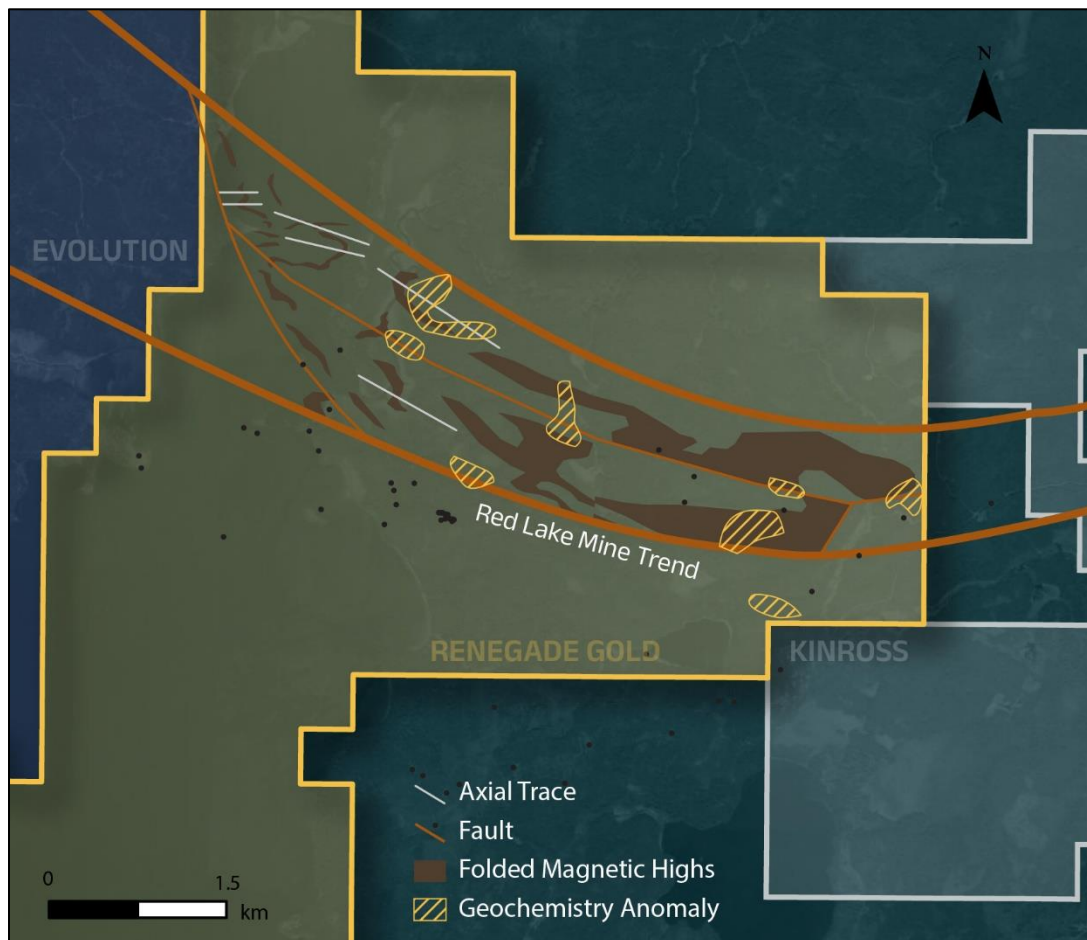 N
EVOLUTION
Red Lake Mine Trend
RENEGADE GOLD
KINROSS
Axial Trace
Fault
Folded Magnetic Highs
Geochemistry Anomaly
0 1.5
km